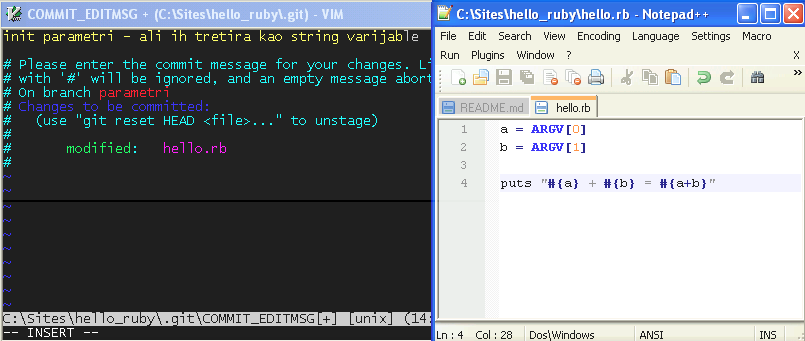 COMMIT_EDITMSG + (C:\Sites\hello_ruby\.git) - VIM
init parametri - ali ih tretira kao string varijable
# Please enter the commit message for your changes. Li
# with '#' will be ignored, and an empty message abort
# On branch parametri
# Changes to be committed:
#   (use "git reset HEAD <file>..." to unstage)
#
#       modified:   hello.rb
#
~
~
~
~
~
~
~
C:\Sites\hello_ruby\.git\COMMIT_EDITMSG[+] [unix] (14:
-- INSERT --
C:\Sites\hello_ruby\hello.rb - Notepad++
File Edit Search View Encoding Language Settings Macro
Run Plugins Window ? X
README.md hello.rb
1 a = ARGV[0]
2 b = ARGV[1]
3
4 puts "#{a} + #{b} = #{a+b}"
Ln : 4 Col : 28 Dos\Windows ANSI INS